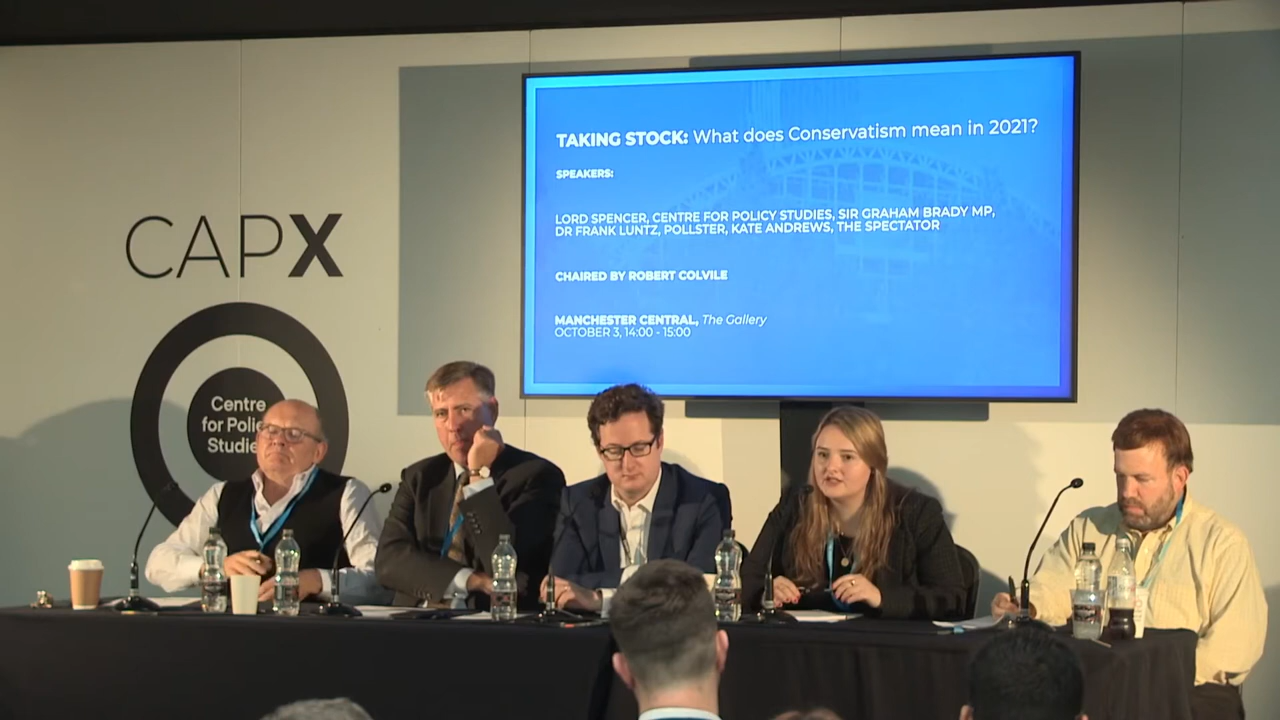 TAKING STOCK: What does Conservatism mean in 2021?
SPEAKERS:
LORD SPENCER, CENTRE FOR POLICY STUDIES, SIR GRAHAM BRADY MP,
DR FRANK LUNTZ, POLLSTER, KATE ANDREWS, THE SPECTATOR
CHAIRED BY ROBERT COLVILE
MANCHESTER CENTRAL, The Gallery
OCTOBER 3, 14:00 - 15:00
CAPX
Centre
for Polic
Studie